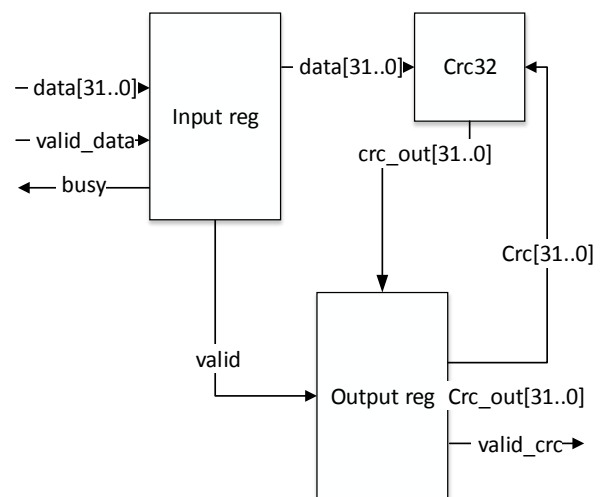 data[31..0]
Crc32
data[31..0]
Input reg
valid_data
crc_out[31..0]
busy
Crc[31..0]
valid
Output reg
Crc_out[31..0]
valid_crc